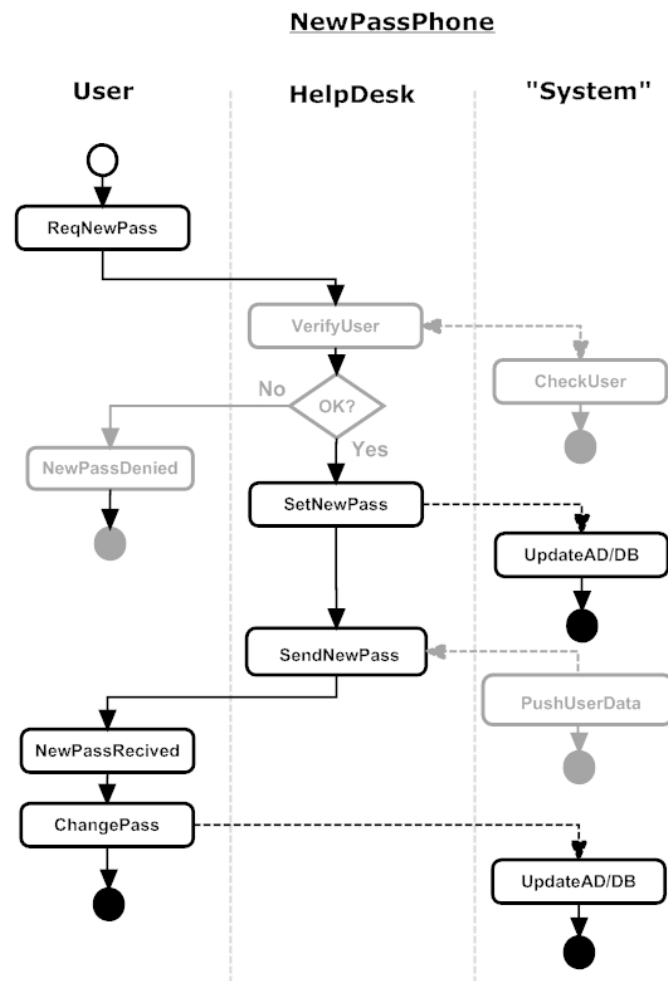 NewPassPhone
User
HelpDesk
"System"
ReqNewPass
VerifyUser
CheckUser
No
OK?
Yes
NewPassDenied
SetNewPass
UpdateAD/DB
SendNewPass
PushUserData
NewPassRecived
ChangePass
UpdateAD/DB